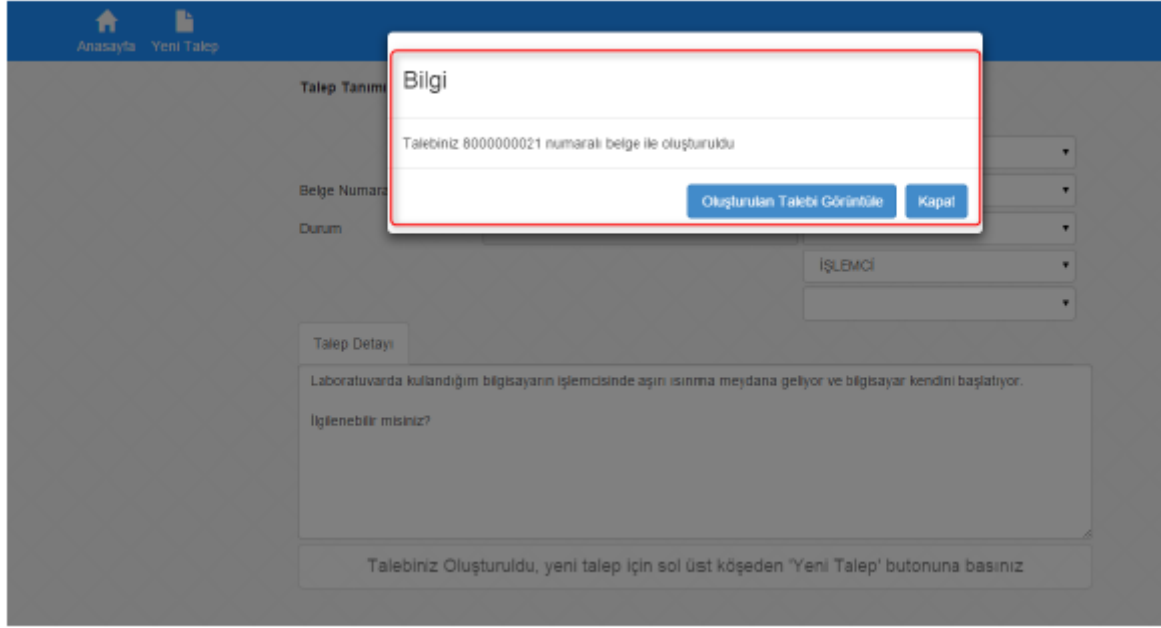 Anasayfa Yeni Talep
Talep Tanımı
Bilgi
Talebiniz 8000000021 numaralı belge ile oluşturuldu
Oluşturulan Talebi Görüntüle Kapat
Belge Numara
Durum
İŞLEMCİ
Talep Detayı
Laboratuvarda kullandığım bilgisayarın işlemcisinde aşırı ısınma meydana geliyor ve bilgisayar kendini başlatıyor.
İlgilenebilir misiniz?
Talebiniz Oluşturuldu, yeni talep için sol üst köşeden 'Yeni Talep' butonuna basınız